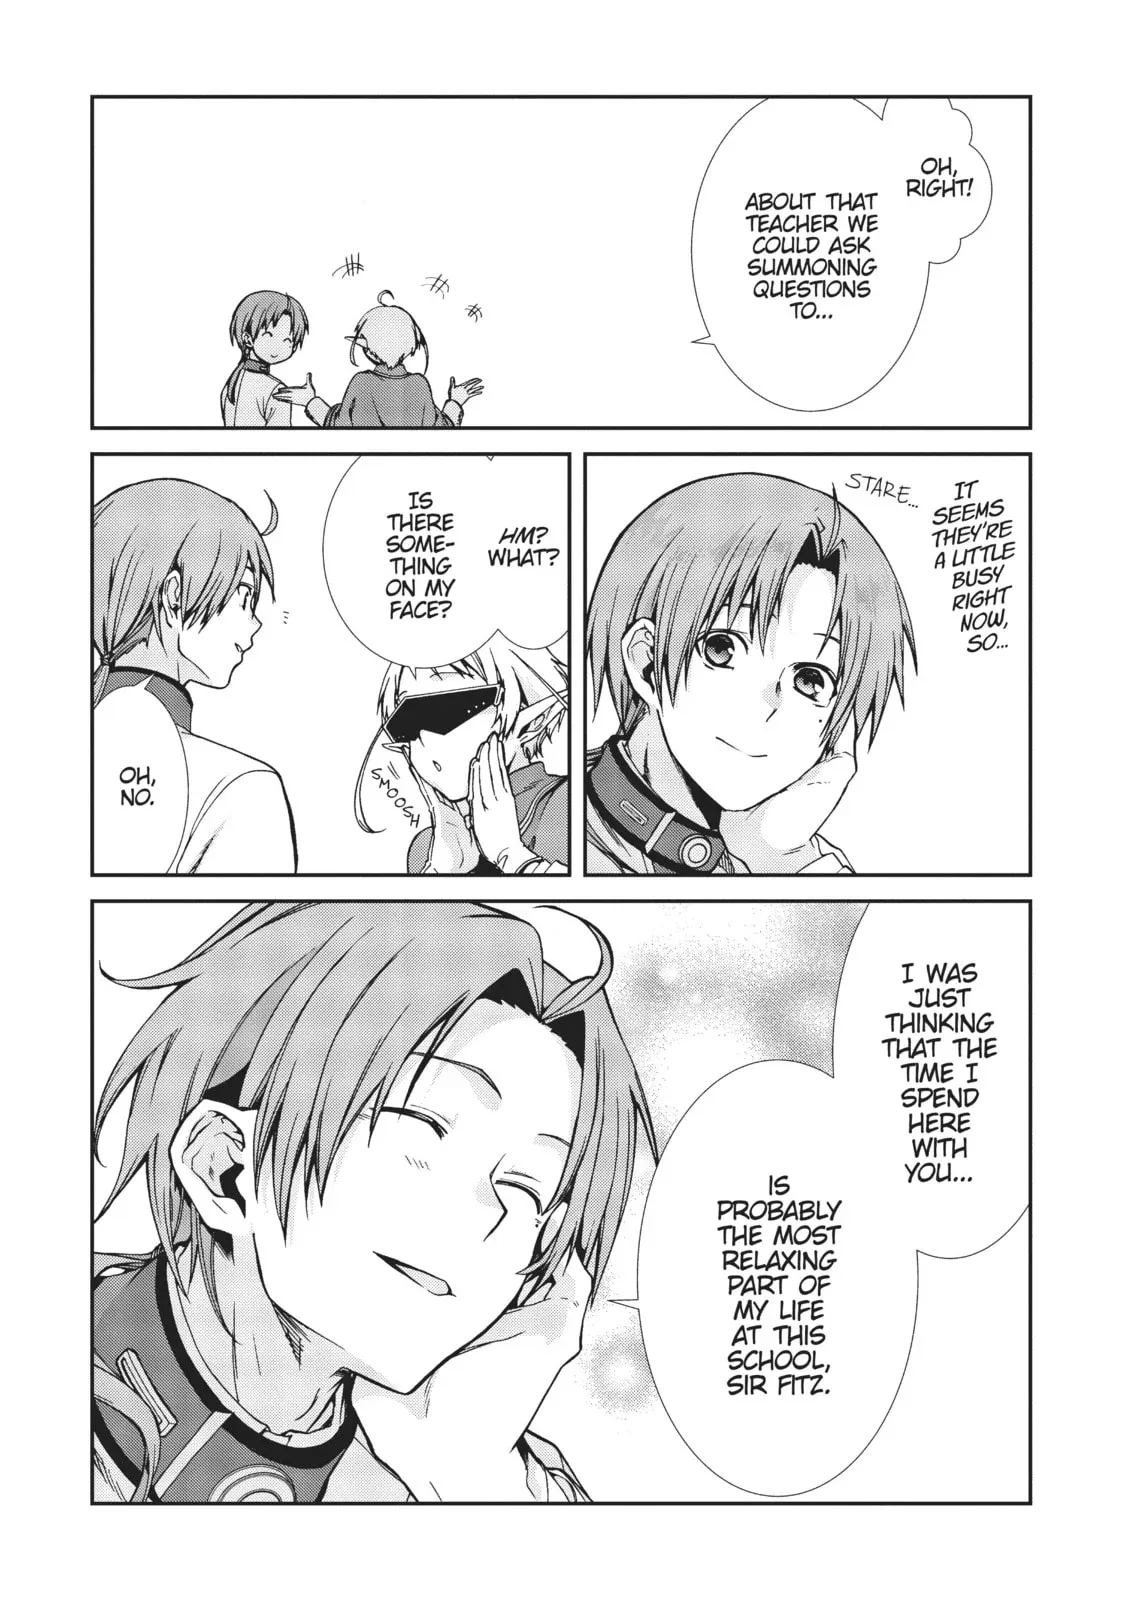 OH,
RIGHT!
ABOUT THAT
TEACHER WE
COULD ASK
SUMMONING
QUESTIONS
TO...
IT
SEEMS
THEY'RE
A LITTLE
BUSY
RIGHT
NOW,
SO...
STARE...
HM?
WHAT?
IS
THERE
SOME-
THING
ON MY
FACE?
SMOOSH
OH,
NO.
I WAS
JUST
THINKING
THAT THE
TIME I
SPEND
HERE
WITH
YOU...
IS
PROBABLY
THE MOST
RELAXING
PART OF
MY LIFE
AT THIS
SCHOOL,
SIR FITZ.